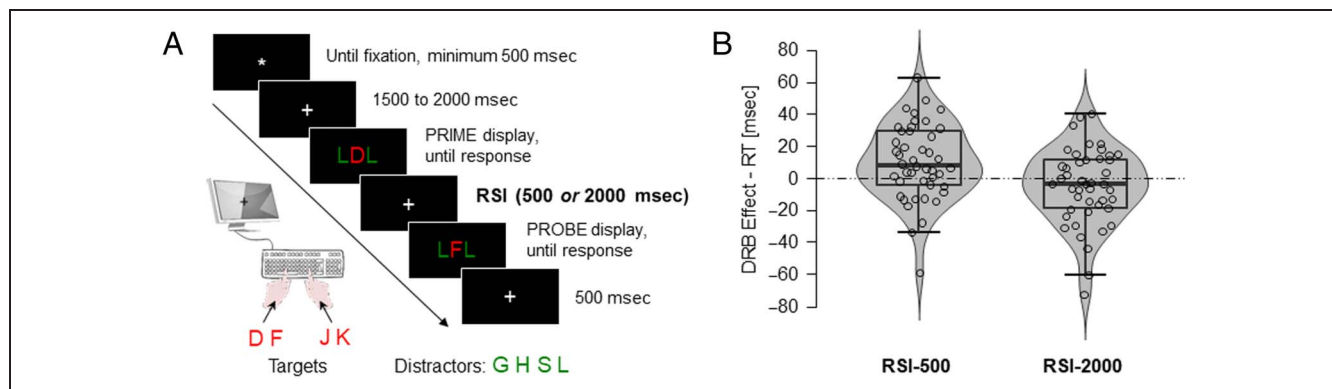 A
*
Until fixation, minimum 500 msec
+
1500 to 2000 msec
LDL
PRIME display,
until response
+
RSI (500 or 2000 msec)
LFL
PROBE display,
until response
+
500 msec
+
D F J K
Targets
Distractors: G H S L
B
DRB Effect - RT [msec]
80
60
40
20
0
−20
−40
−60
−80
RSI-500 RSI-2000